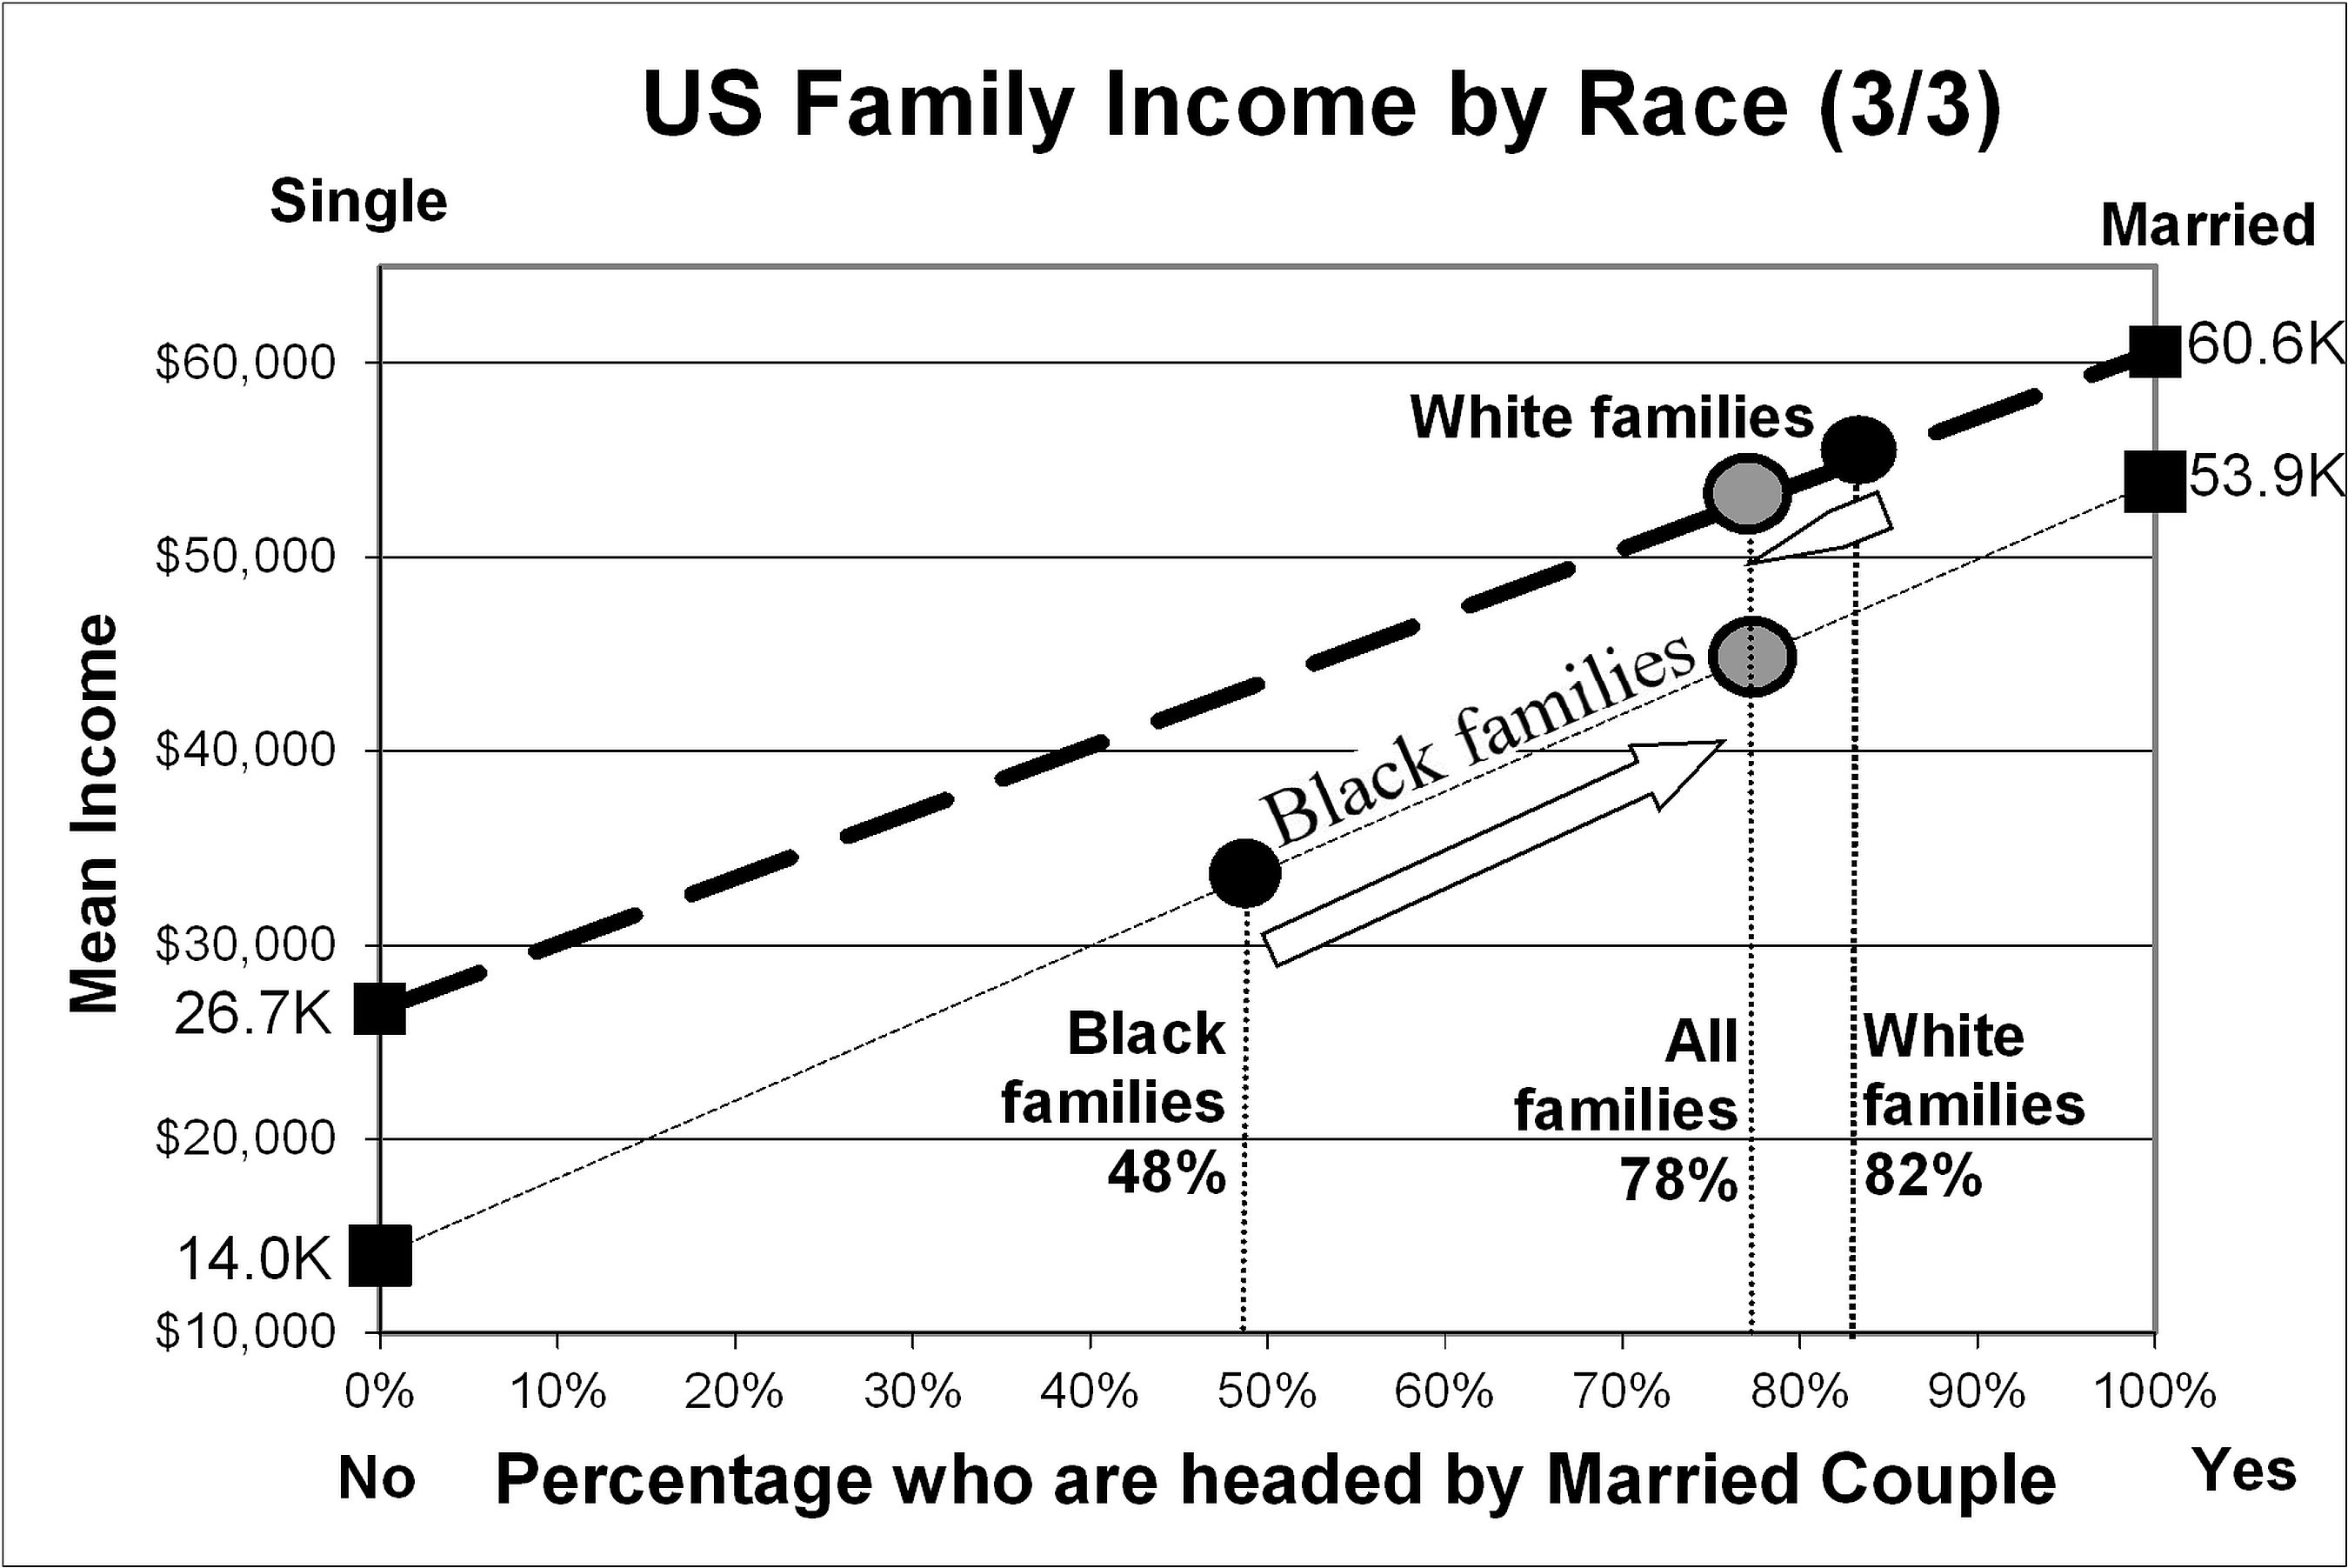 US Family Income by Race (3/3)
Single
Married
$60,000
60.6K
White families
53.9K
$50,000
Black families
$40,000
Mean Income
$30,000
26.7K
Black
families
48%
All
families
78%
White
families
82%
$20,000
14.0K
$10,000
0% 10% 20% 30% 40% 50% 60% 70% 80% 90% 100%
No Percentage who are headed by Married Couple Yes